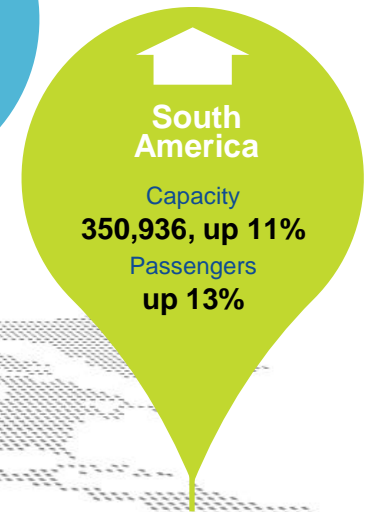 South
America
Capacity
350,936, up 11%
Passengers
up 13%